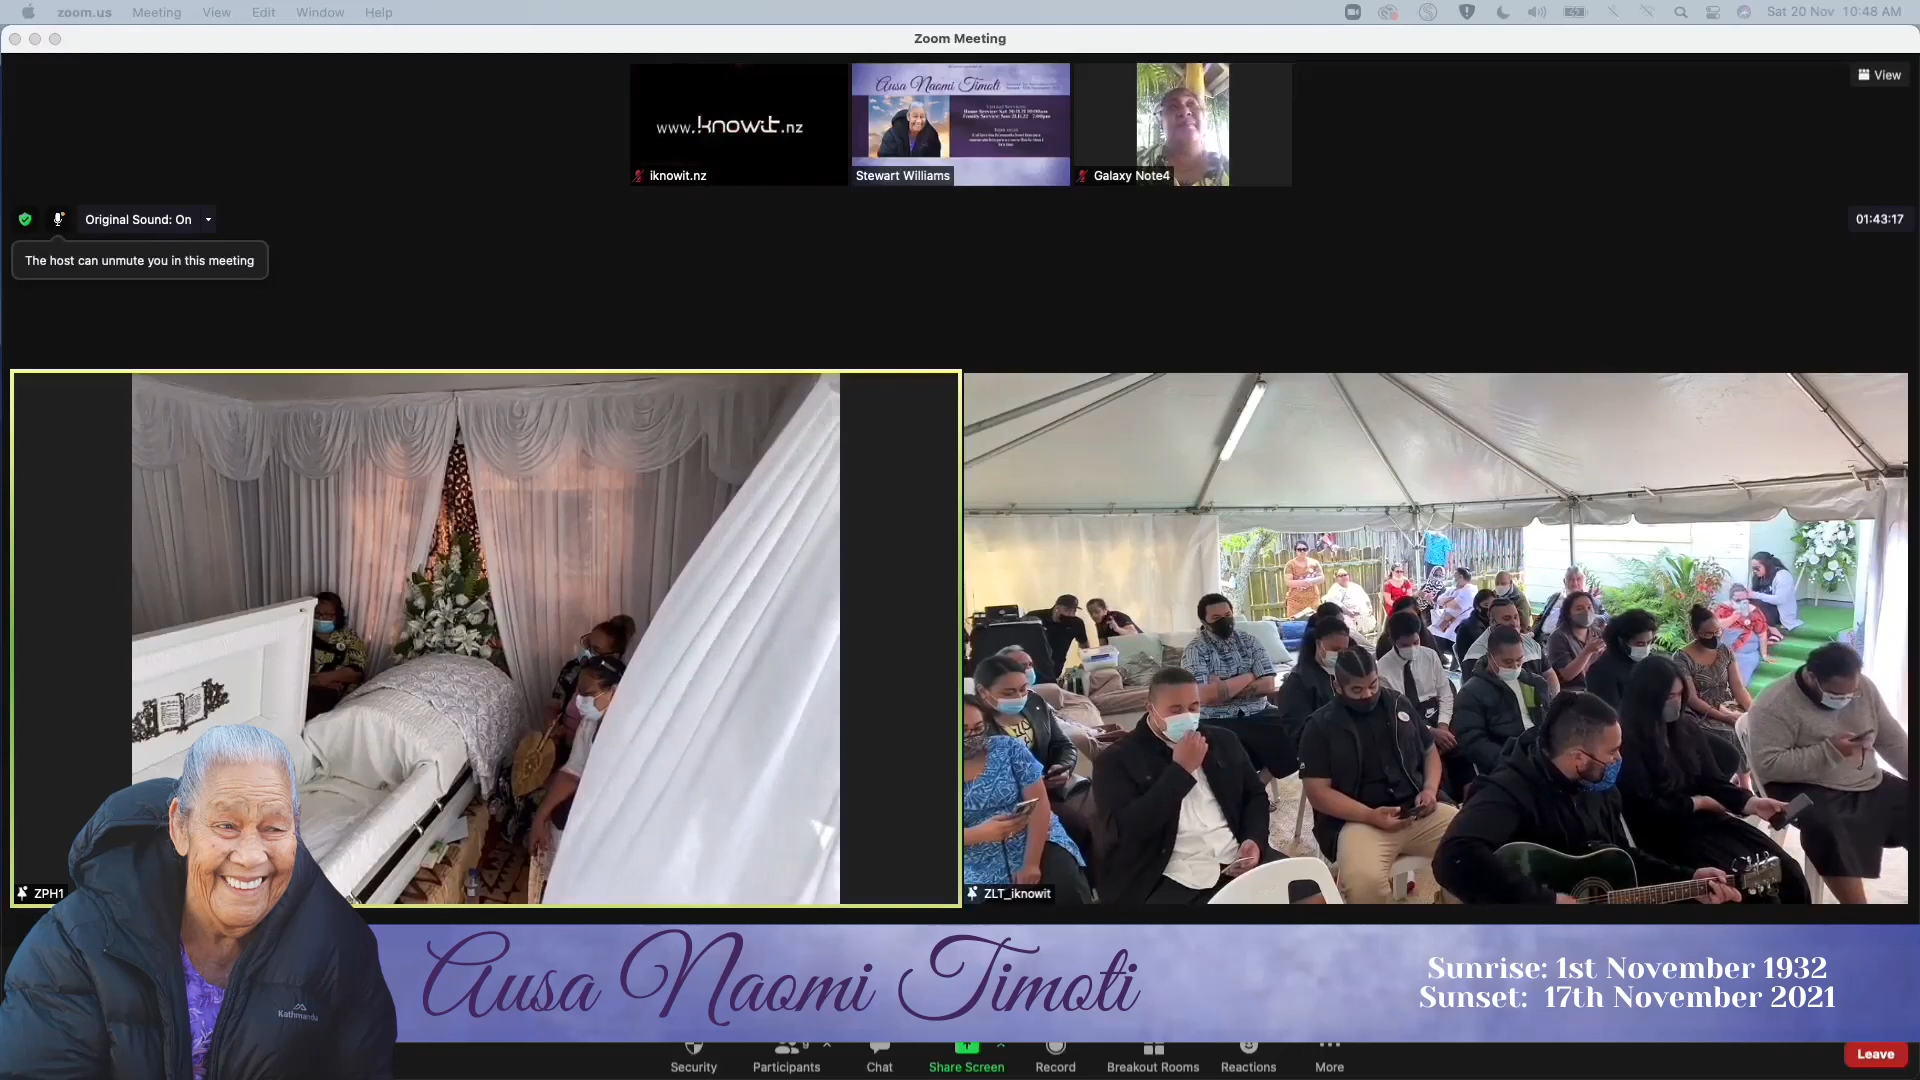 zoom.us Meeting View Edit Window Help
Sat 20 Nov 10:48 AM
Zoom Meeting
View
www.iknowit.nz
iknowit.nz
Ausa Naomi Timoti
Stewart Williams
Galaxy Note4
Original Sound: On
01:43:17
The host can unmute you in this meeting
ZPH1
ZLT_iknowit
Kathmandu
Ausa Naomi Timoti
Sunrise: 1st November 1932
Sunset: 17th November 2021
Security
Participants
Chat
Share Screen
Record
Breakout Rooms
Reactions
More
Leave